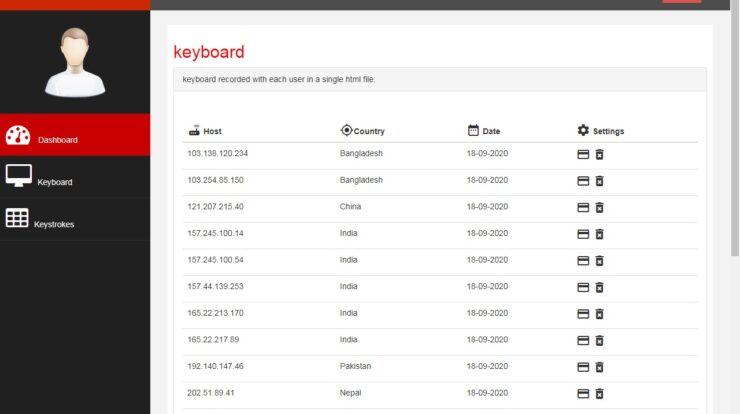 keyboard
keyboard recorded with each user in a single html file:
Host Country Date Settings
Dashboard
103.138.120.234 Bangladesh 18-09-2020
Keyboard
103.254.85.150 Bangladesh 18-09-2020
121.207.215.40 China 18-09-2020
Keystrokes
157.245.100.14 India 18-09-2020
157.245.100.54 India 18-09-2020
157.44.139.253 India 18-09-2020
165.22.213.170 India 18-09-2020
165.22.217.89 India 18-09-2020
192.140.147.46 Pakistan 18-09-2020
202.51.89.41 Nepal 18-09-2020